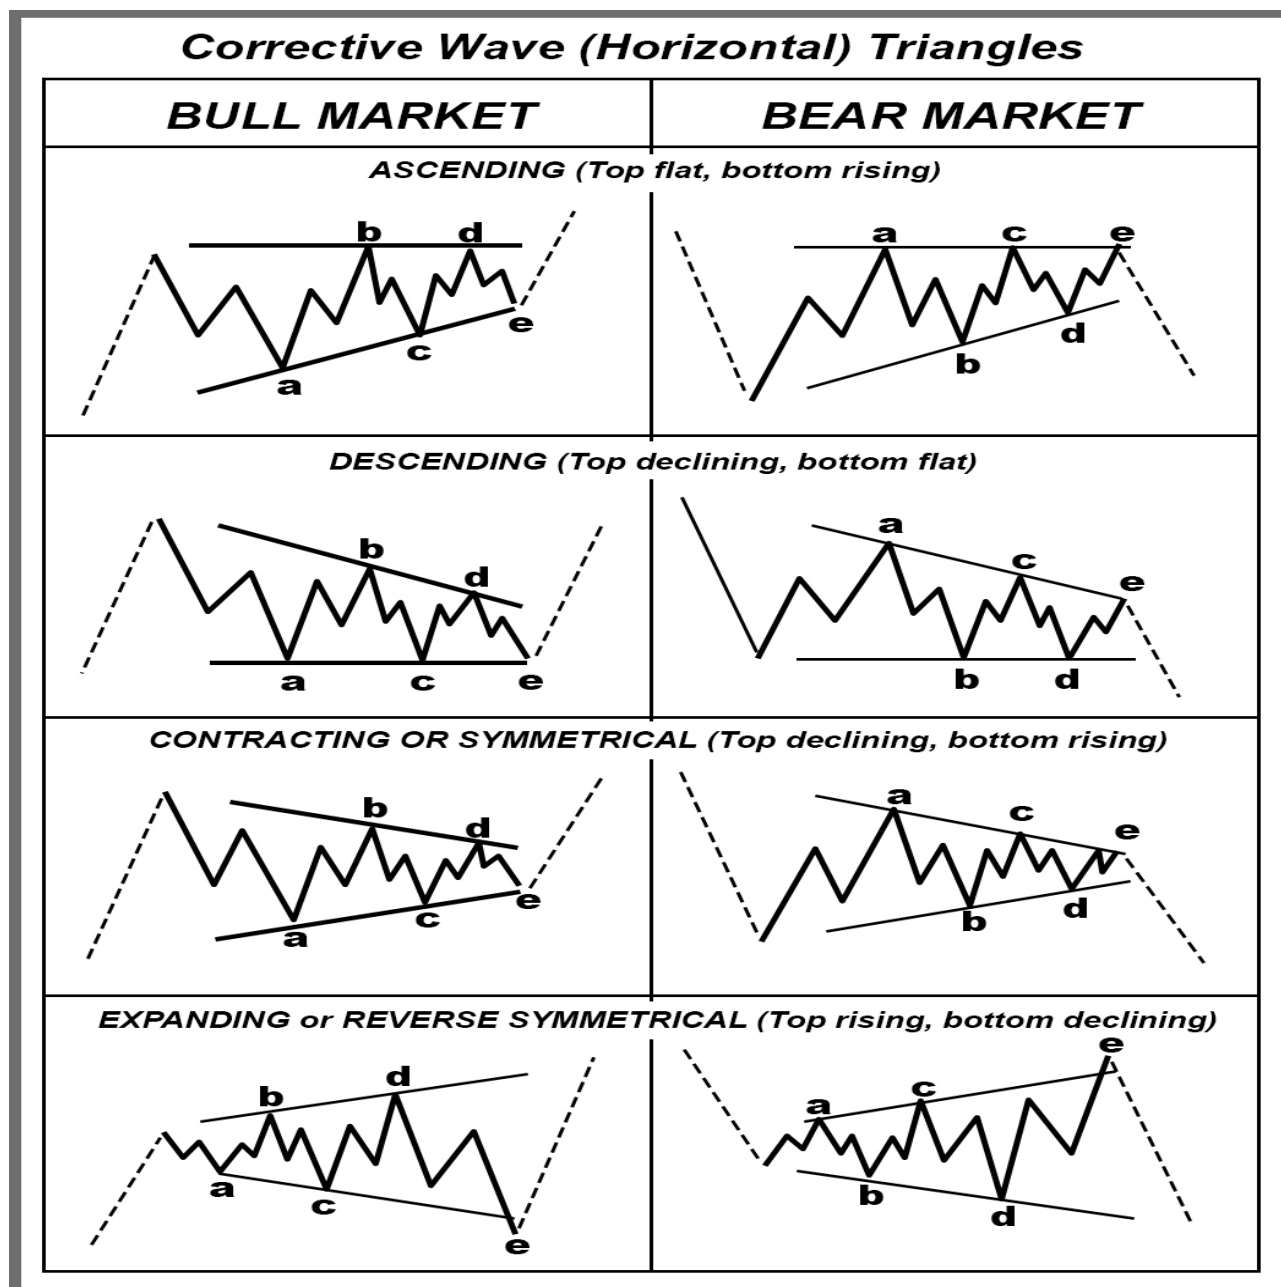 Corrective Wave (Horizontal) Triangles
BULL MARKET
BEAR MARKET
ASCENDING (Top flat, bottom rising)
b
d
a
c
e
a
c
e
b
d
DESCENDING (Top declining, bottom flat)
b
d
a
c
e
a
c
e
b
d
CONTRACTING OR SYMMETRICAL (Top declining, bottom rising)
b
d
a
c
e
a
c
e
b
d
EXPANDING or REVERSE SYMMETRICAL (Top rising, bottom declining)
b
d
a
c
e
a
c
e
b
d